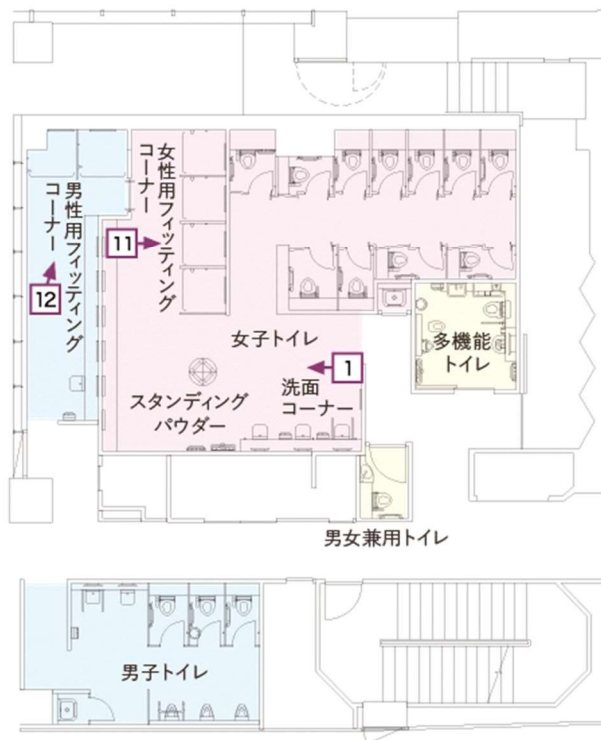 男性用フィッティング
コーナー
12
女性用フィッティング
コーナー
11
女子トイレ
1
洗面
コーナー
スタンディング
パウダー
多機能
トイレ
男女兼用トイレ
男子トイレ